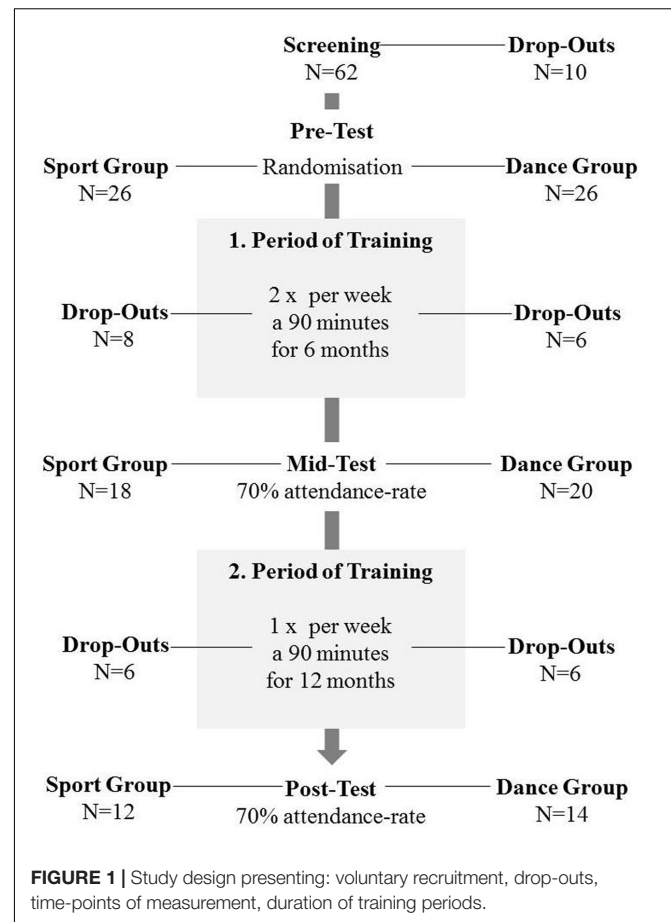 Screening Drop-Outs
N=62 N=10
Pre-Test
Sport Group Randomisation Dance Group
N=26 N=26
1. Period of Training
2 x per week
a 90 minutes
for 6 months
Drop-Outs Drop-Outs
N=8 N=6
Sport Group Mid-Test Dance Group
N=18 70% attendance-rate N=20
2. Period of Training
1 x per week
a 90 minutes
for 12 months
Drop-Outs Drop-Outs
N=6 N=6
Sport Group Post-Test Dance Group
N=12 70% attendance-rate N=14
FIGURE 1 | Study design presenting: voluntary recruitment, drop-outs,
time-points of measurement, duration of training periods.